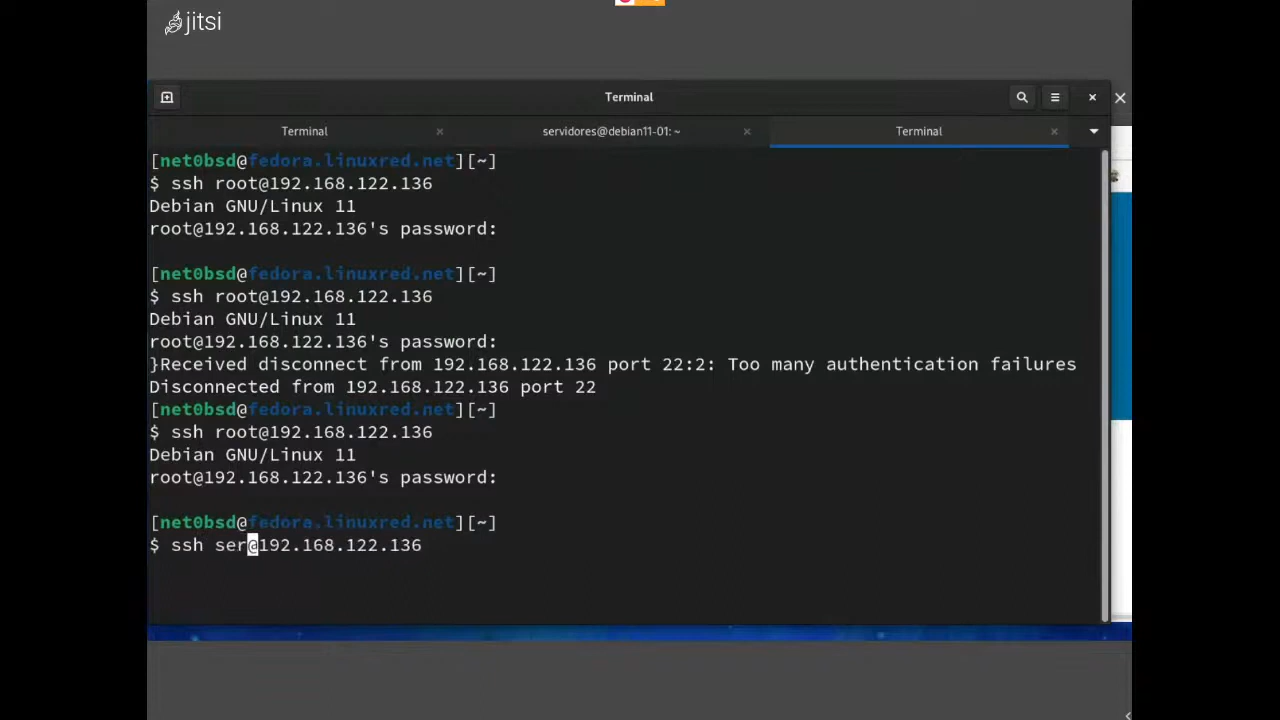 jitsi
Terminal
Terminal
servidores@debian11-01: ~
Terminal
[net0bsd@fedora.linuxred.net][~]
$ ssh root@192.168.122.136
Debian GNU/Linux 11
root@192.168.122.136's password:
[net0bsd@fedora.linuxred.net][~]
$ ssh root@192.168.122.136
Debian GNU/Linux 11
root@192.168.122.136's password:
}Received disconnect from 192.168.122.136 port 22:2: Too many authentication failures
Disconnected from 192.168.122.136 port 22
[net0bsd@fedora.linuxred.net][~]
$ ssh root@192.168.122.136
Debian GNU/Linux 11
root@192.168.122.136's password:
[net0bsd@fedora.linuxred.net][~]
$ ssh ser@192.168.122.136